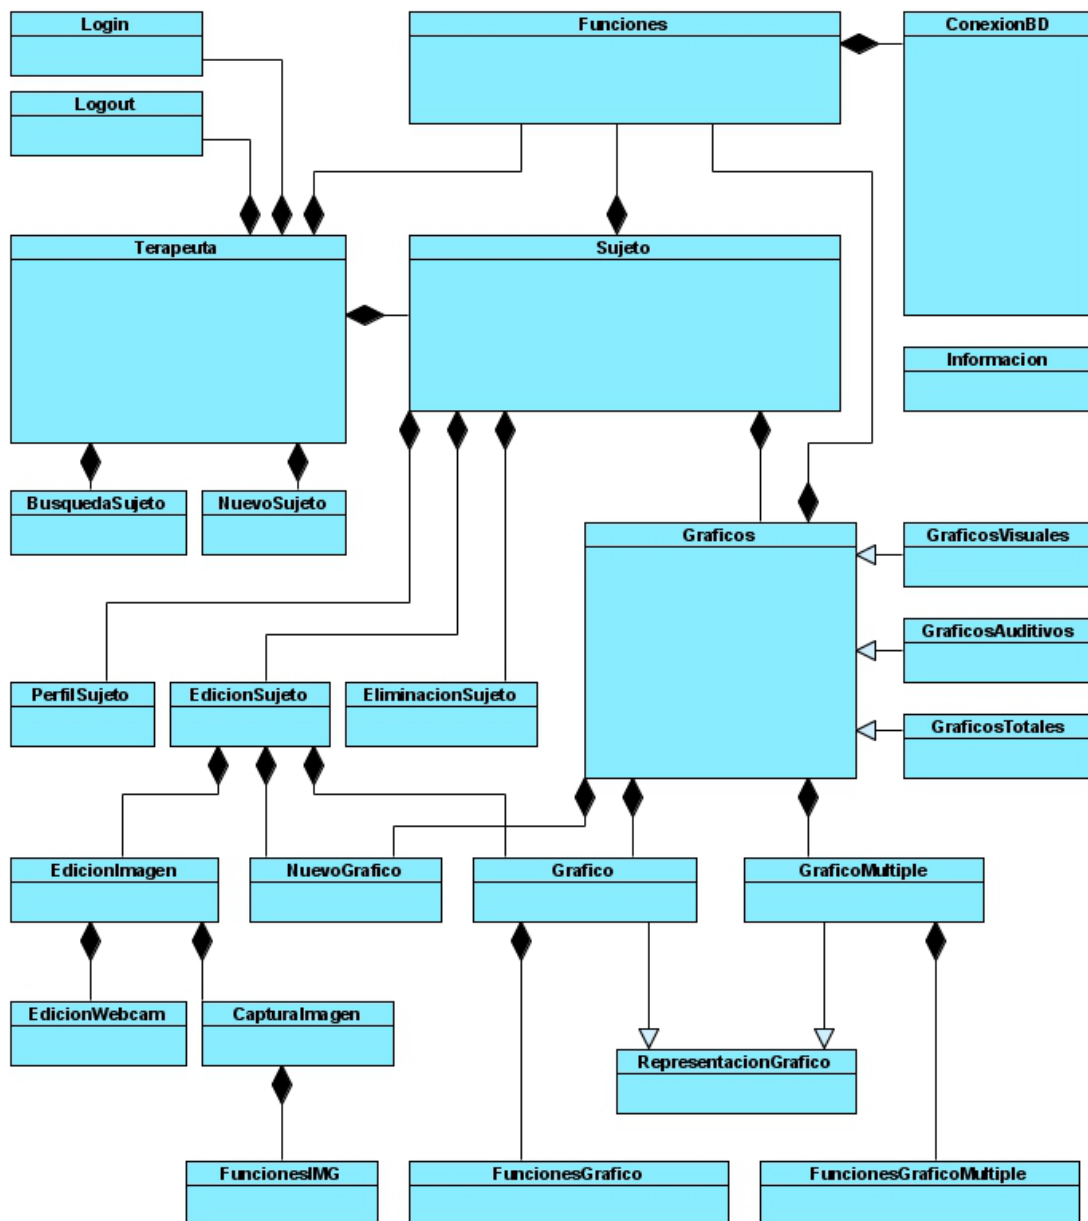 Login
Funciones
ConexionBD
Logout
Terapeuta
Sujeto
Informacion
BusquedaSujeto
NuevoSujeto
Graficos
GraficosVisuales
GraficosAuditivos
PerfilSujeto
EdicionSujeto
EliminacionSujeto
GraficosTotales
EdicionImagen
NuevoGrafico
Grafico
GraficoMultiple
EdicionWebcam
CapturaImagen
RepresentacionGrafico
FuncionesIMG
FuncionesGrafico
FuncionesGraficoMultiple